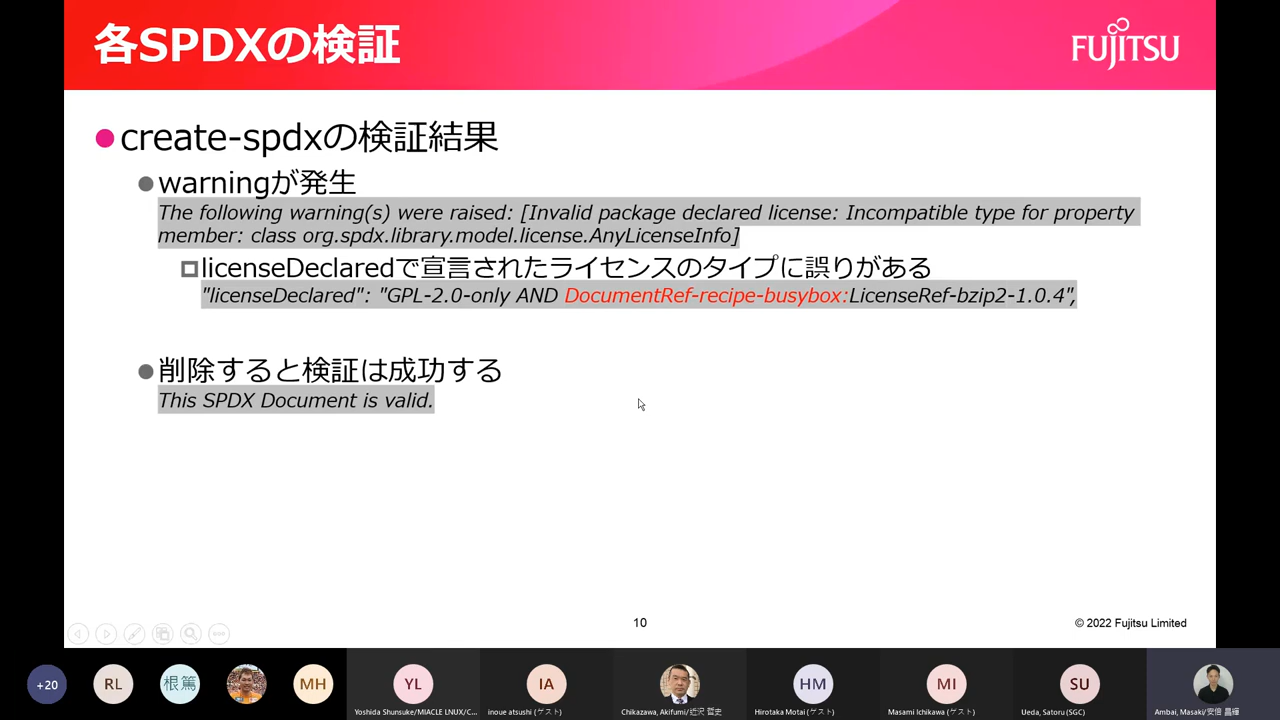 各SPDXの検証
FUJITSU
create-spdxの検証結果
warningが発生
The following warning(s) were raised: [Invalid package declared license: Incompatible type for property
member: class org.spdx.library.model.license.AnyLicenseInfo]
licenseDeclaredで宣言されたライセンスのタイプに誤りがある
"licenseDeclared": "GPL-2.0-only AND DocumentRef-recipe-busybox:LicenseRef-bzip2-1.0.4",
削除すると検証は成功する
This SPDX Document is valid.
10
© 2022 Fujitsu Limited
+20
RL
根篤
MH
YL
IA
HM
MI
SU
Yoshida Shunsuke/MIACLE LNUX/C...
inoue atsushi (ゲスト)
Chikazawa, Akifumi/近沢 哲史
Hirotaka Motai (ゲスト)
Masami Ichikawa (ゲスト)
Ueda, Satoru (SGC)
Ambai, Masaki/安倍 昌輝